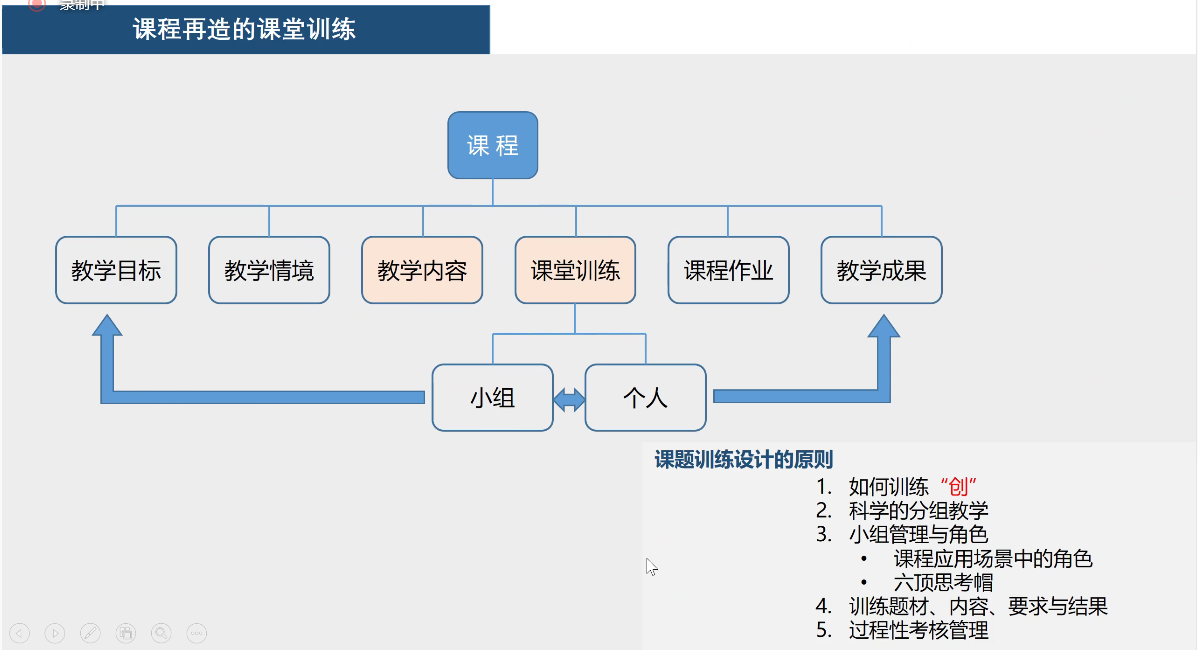 录制中
课程再造的课堂训练
课 程
教学目标
教学情境
教学内容
课堂训练
课程作业
教学成果
小组
个人
课题训练设计的原则
1. 如何训练“创”
2. 科学的分组教学
3. 小组管理与角色
• 课程应用场景中的角色
• 六顶思考帽
4. 训练题材、内容、要求与结果
5. 过程性考核管理